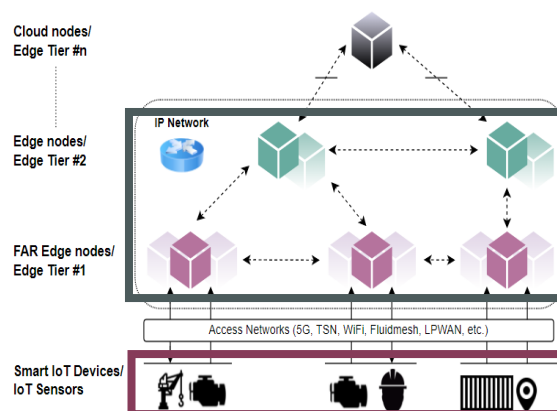 Cloud nodes/
Edge Tier #n
IP Network
Edge nodes/
Edge Tier #2
FAR Edge nodes/
Edge Tier #1
Access Networks (5G, TSN, WiFi, Fluidmesh, LPWAN, etc.)
Smart IoT Devices/
IoT Sensors